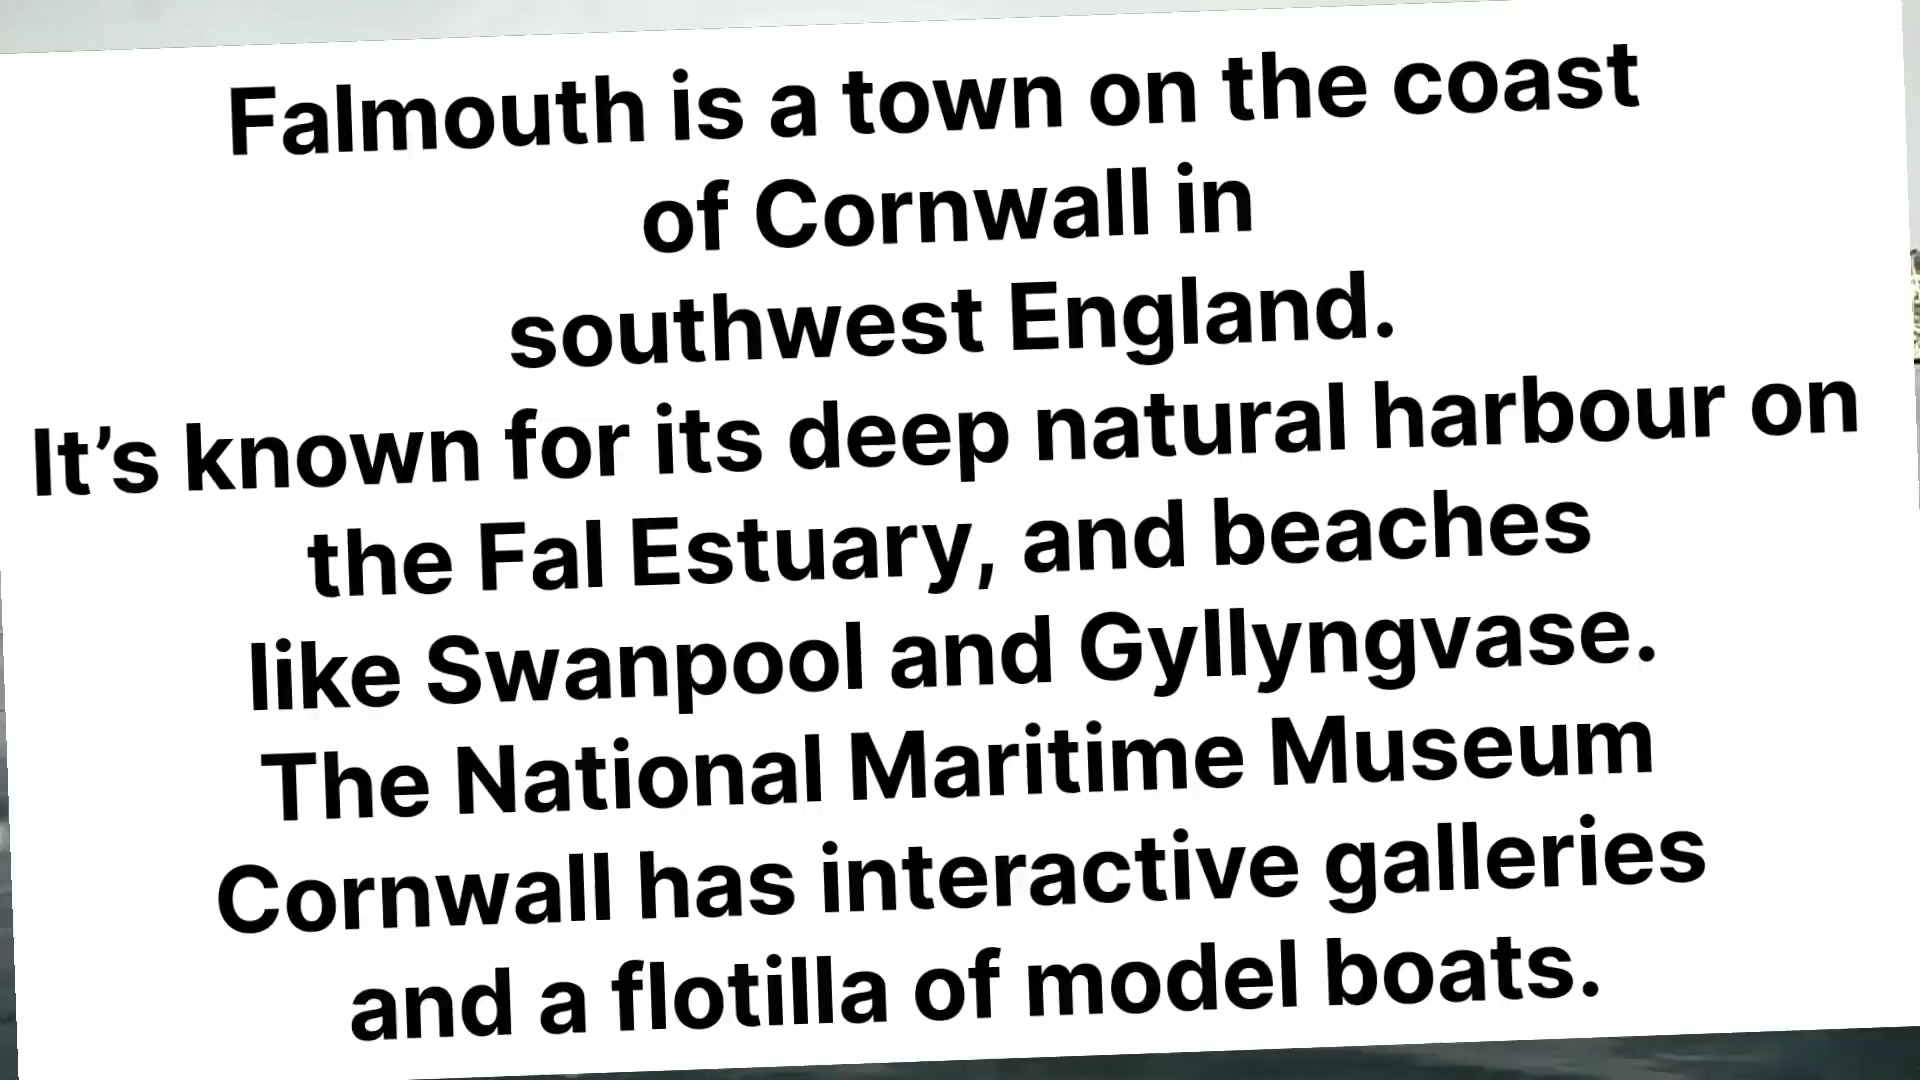 Falmouth is a town on the coast
of Cornwall in
southwest England.
It’s known for its deep natural harbour on
the Fal Estuary, and beaches
like Swanpool and Gyllyngvase.
The National Maritime Museum
Cornwall has interactive galleries
and a flotilla of model boats.